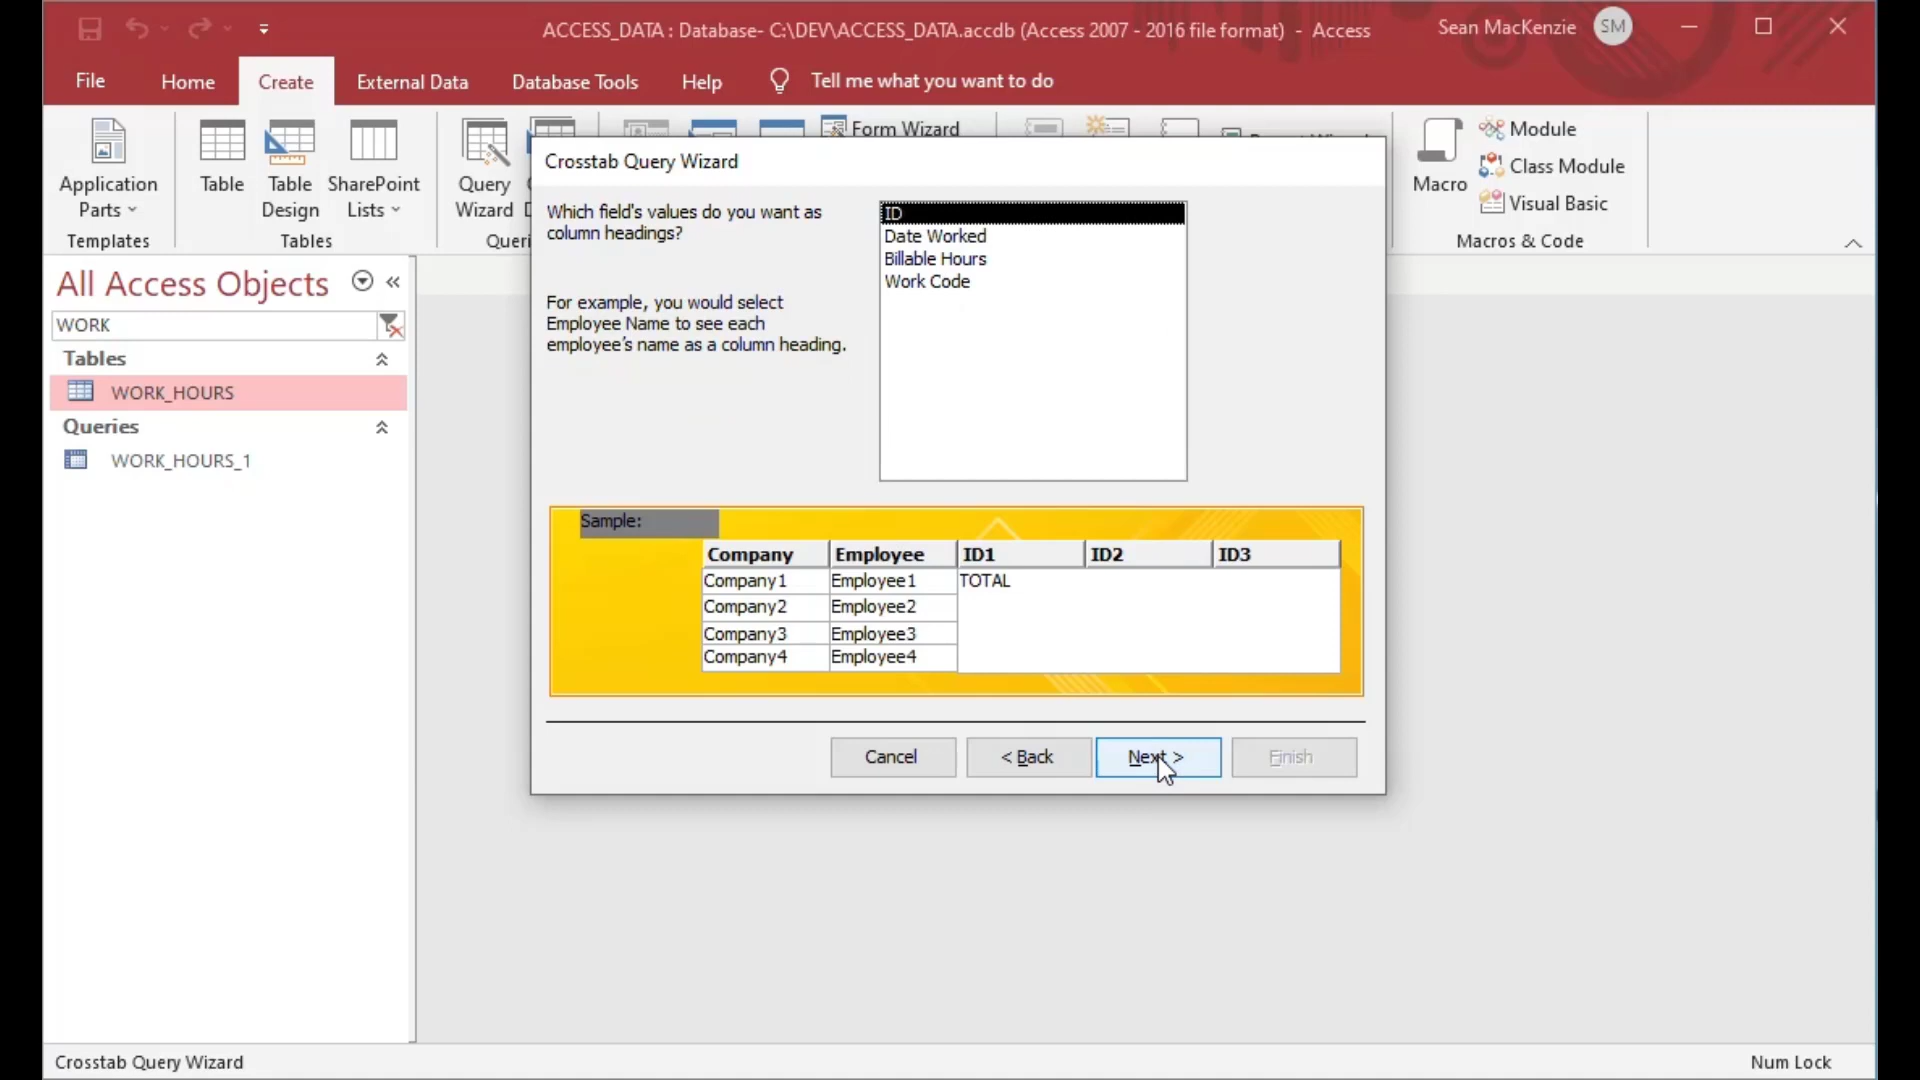 ACCESS_DATA : Database- C:\DEV\ACCESS_DATA.accdb (Access 2007 - 2016 file format) - Access
Sean MacKenzie
SM
File
Home
Create
External Data
Database Tools
Help
Tell me what you want to do
Application
Parts
Templates
Table
Table
Design
SharePoint
Lists
Tables
Query
Wizard
Form Wizard
Macro
Module
Class Module
Visual Basic
Macros & Code
All Access Objects
WORK
Tables
WORK_HOURS
Queries
WORK_HOURS_1
Crosstab Query Wizard
Which field's values do you want as
column headings?
For example, you would select
Employee Name to see each
employee's name as a column heading.
ID
Date Worked
Billable Hours
Work Code
Sample:
Company Employee ID1 ID2 ID3
Company1 Employee1 TOTAL
Company2 Employee2
Company3 Employee3
Company4 Employee4
Cancel
< Back
Next >
Finish
Crosstab Query Wizard
Num Lock